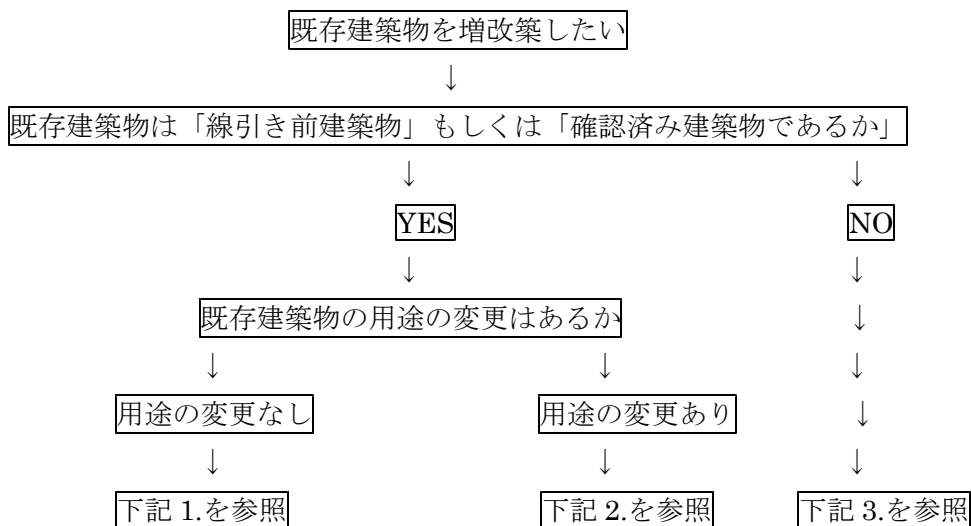 既存建築物を増改築したい
↓
既存建築物は「線引き前建築物」もしくは「確認済み建築物であるか」
↓ ↓
YES NO
↓ ↓
既存建築物の用途の変更はあるか ↓
↓ ↓ ↓
用途の変更なし 用途の変更あり ↓
↓ ↓ ↓
下記 1.を参照 下記 2.を参照 下記 3.を参照